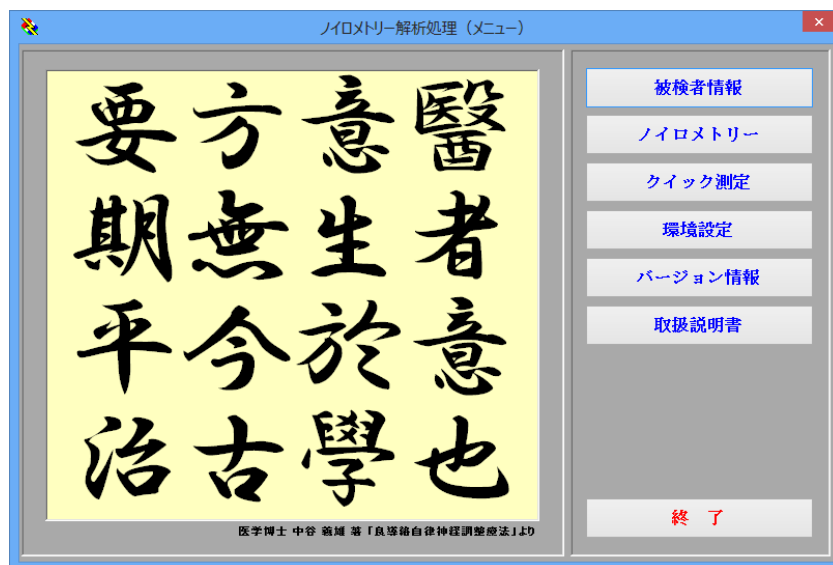 ノイロメトリー解析処理（メニュー）
醫者意也
意生於學
方無今古
要期平治
医学博士 中谷 義雄 著「良導絡自律神経調整療法」より
被検者情報
ノイロメトリー
クイック測定
環境設定
バージョン情報
取扱説明書
終 了